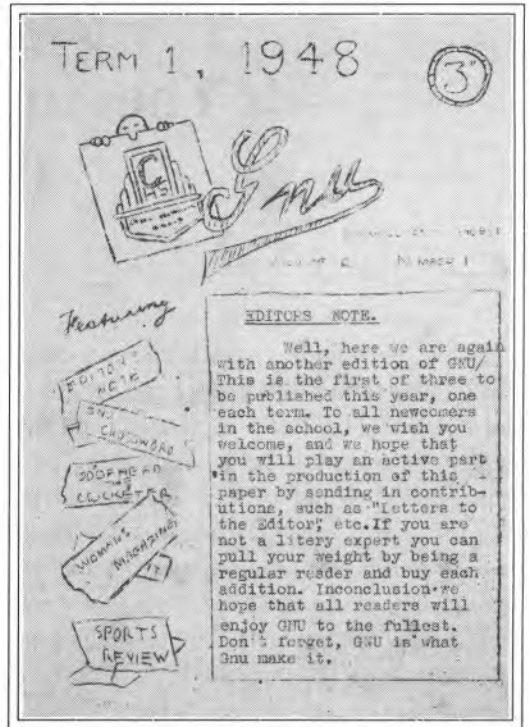 TERM 1, 1948
3
C
HS
Gnu
VOLUME 2 NUMBER 1
Featuring
EDITORS
NOTE
CROSSWORD
CRICKETER
WOMAN'S
MAGAZINE
SPORTS
REVIEW
EDITORS NOTE.
Well, here we are again
with another edition of GNU/
This is the first of three to
be published this year, one
each term. To all newcomers
in the school, we wish you
welcome, and we hope that
you will play an active part
in the production of this
paper by sending in contrib-
utions, such as "Letters to
the Editor", etc.If you are
not a litery expert you can
pull your weight by being a
regular reader and buy each
addition. Inconclusion we
hope that all readers will
enjoy GNU to the fullest.
Don't forget, GNU is what
Gnu make it.